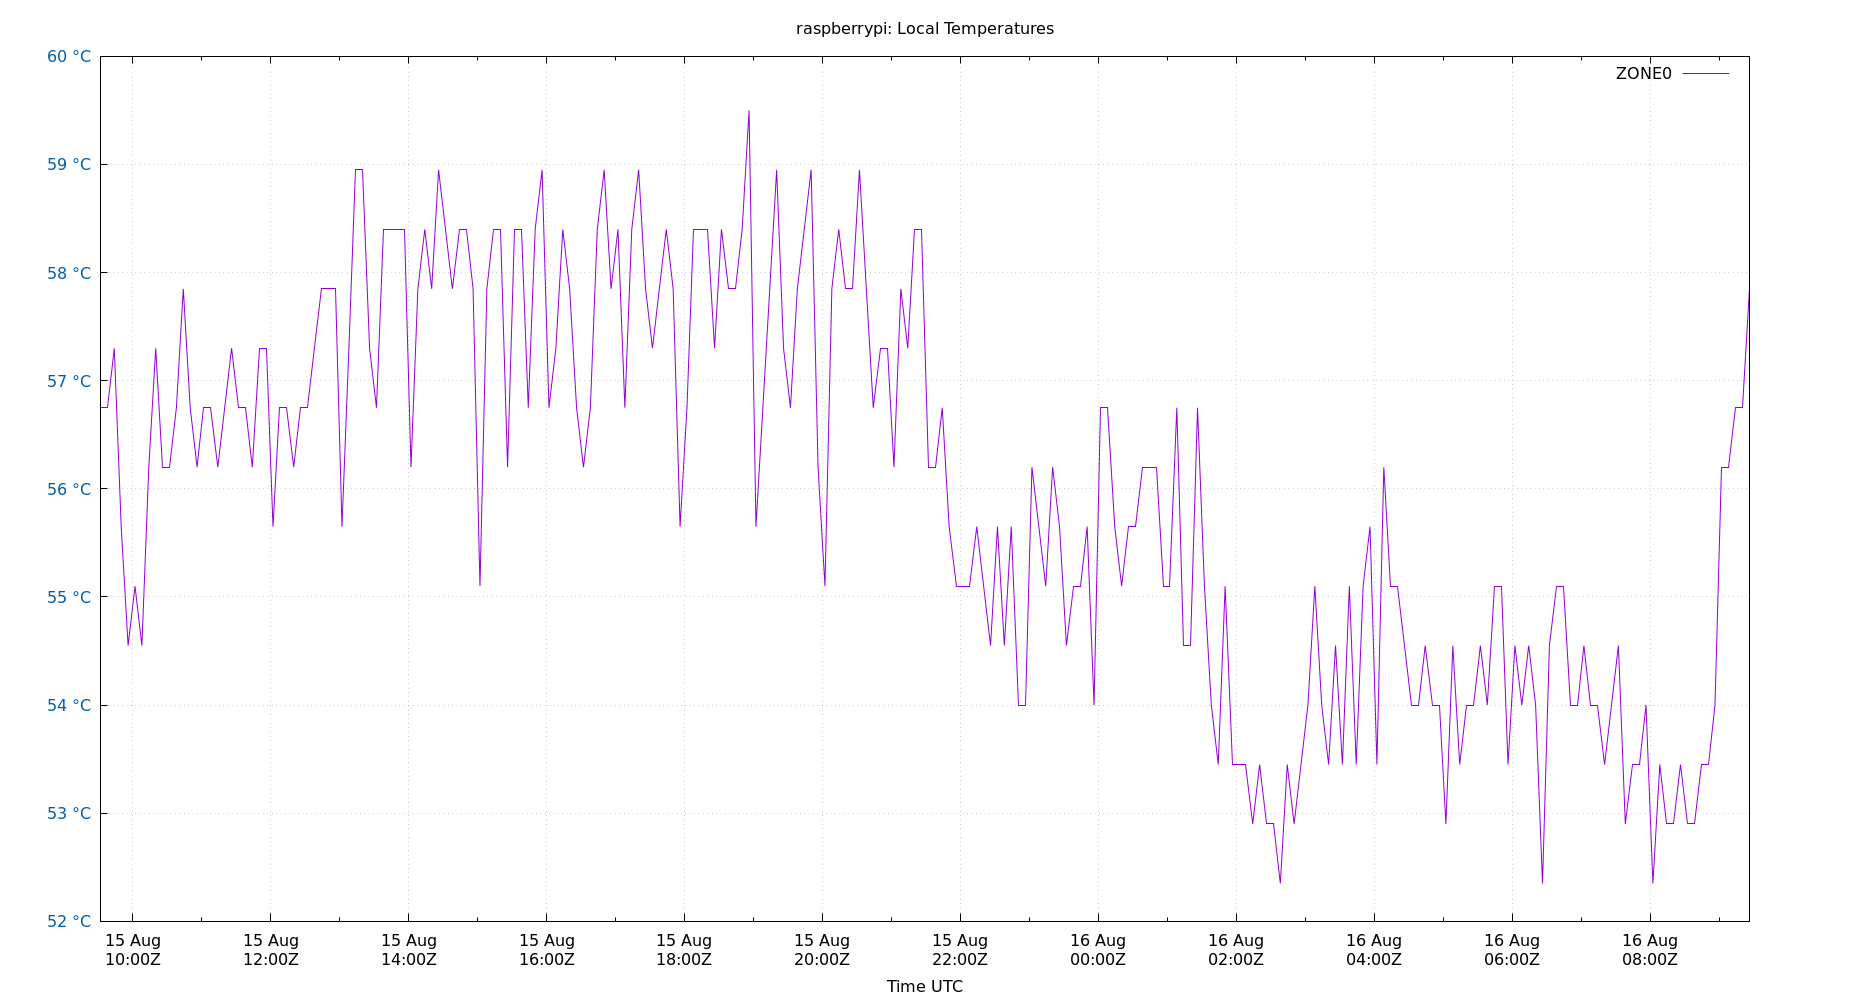 raspberrypi: Local Temperatures
60 °C
ZONE0
59 °C
58 °C
57 °C
56 °C
55 °C
54 °C
53 °C
52 °C
15 Aug 15 Aug 15 Aug 15 Aug 15 Aug 15 Aug 15 Aug 16 Aug 16 Aug 16 Aug 16 Aug 16 Aug
10:00Z 12:00Z 14:00Z 16:00Z 18:00Z 20:00Z 22:00Z 00:00Z 02:00Z 04:00Z 06:00Z 08:00Z
Time UTC